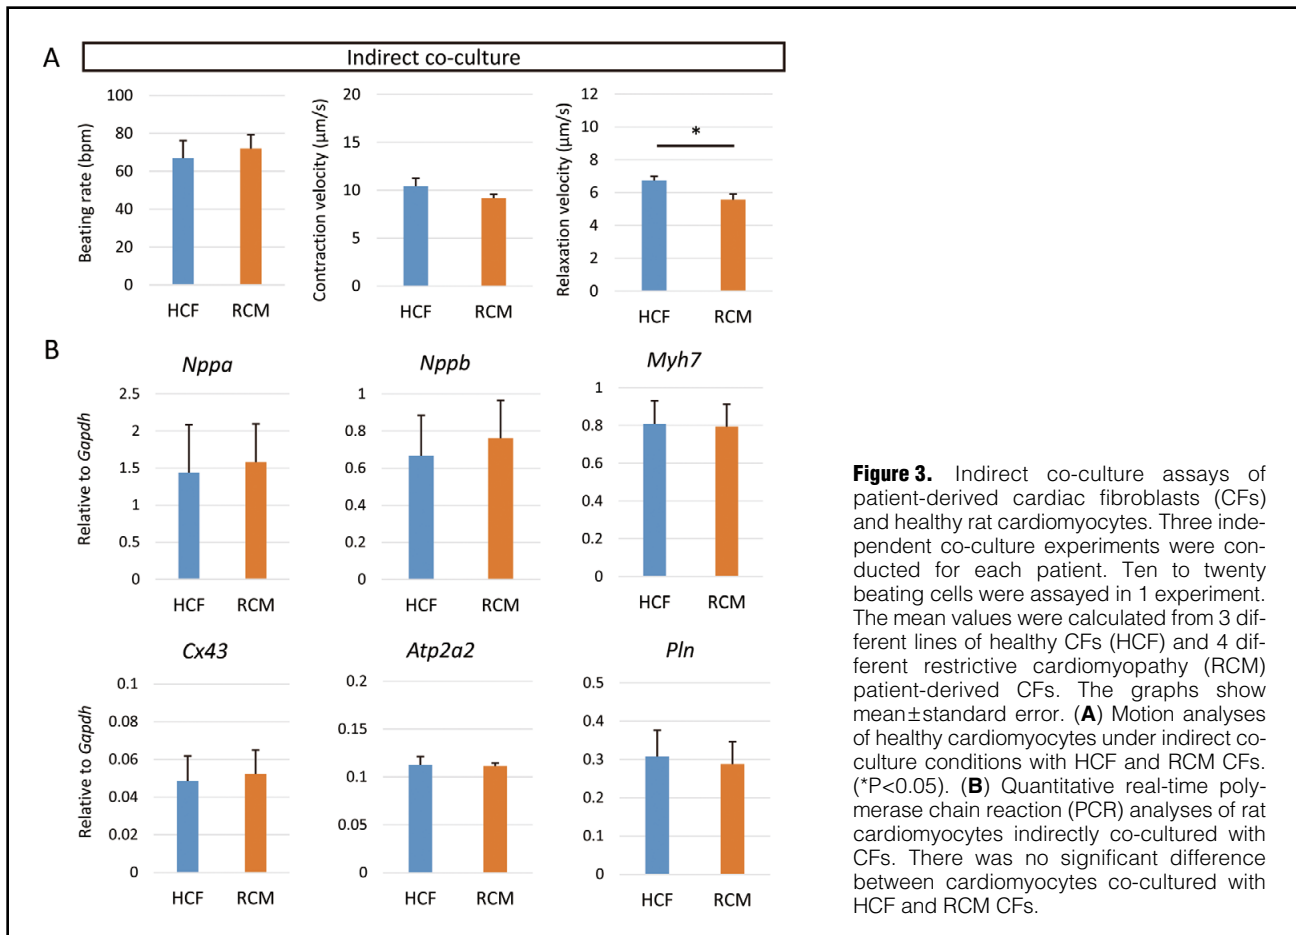 A
Indirect co-culture
Beating rate (bpm)
100
80
60
40
20
0
HCF RCM
Contraction velocity (μm/s)
20
15
10
5
0
HCF RCM
Relaxation velocity (μm/s)
12
10
8
6
4
2
0
*
HCF RCM
B
Nppa
Relative to Gapdh
2.5
2
1.5
1
0.5
0
HCF RCM
Nppb
1
0.8
0.6
0.4
0.2
0
HCF RCM
Myh7
1
0.8
0.6
0.4
0.2
0
HCF RCM
Cx43
Relative to Gapdh
0.1
0.08
0.06
0.04
0.02
0
HCF RCM
Atp2a2
0.2
0.15
0.1
0.05
0
HCF RCM
Pln
0.5
0.4
0.3
0.2
0.1
0
HCF RCM
Figure 3. Indirect co-culture assays of
patient-derived cardiac fibroblasts (CFs)
and healthy rat cardiomyocytes. Three inde-
pendent co-culture experiments were con-
ducted for each patient. Ten to twenty
beating cells were assayed in 1 experiment.
The mean values were calculated from 3 dif-
ferent lines of healthy CFs (HCF) and 4 dif-
ferent restrictive cardiomyopathy (RCM)
patient-derived CFs. The graphs show
mean±standard error. (A) Motion analyses
of healthy cardiomyocytes under indirect co-
culture conditions with HCF and RCM CFs.
(*P<0.05). (B) Quantitative real-time poly-
merase chain reaction (PCR) analyses of rat
cardiomyocytes indirectly co-cultured with
CFs. There was no significant difference
between cardiomyocytes co-cultured with
HCF and RCM CFs.